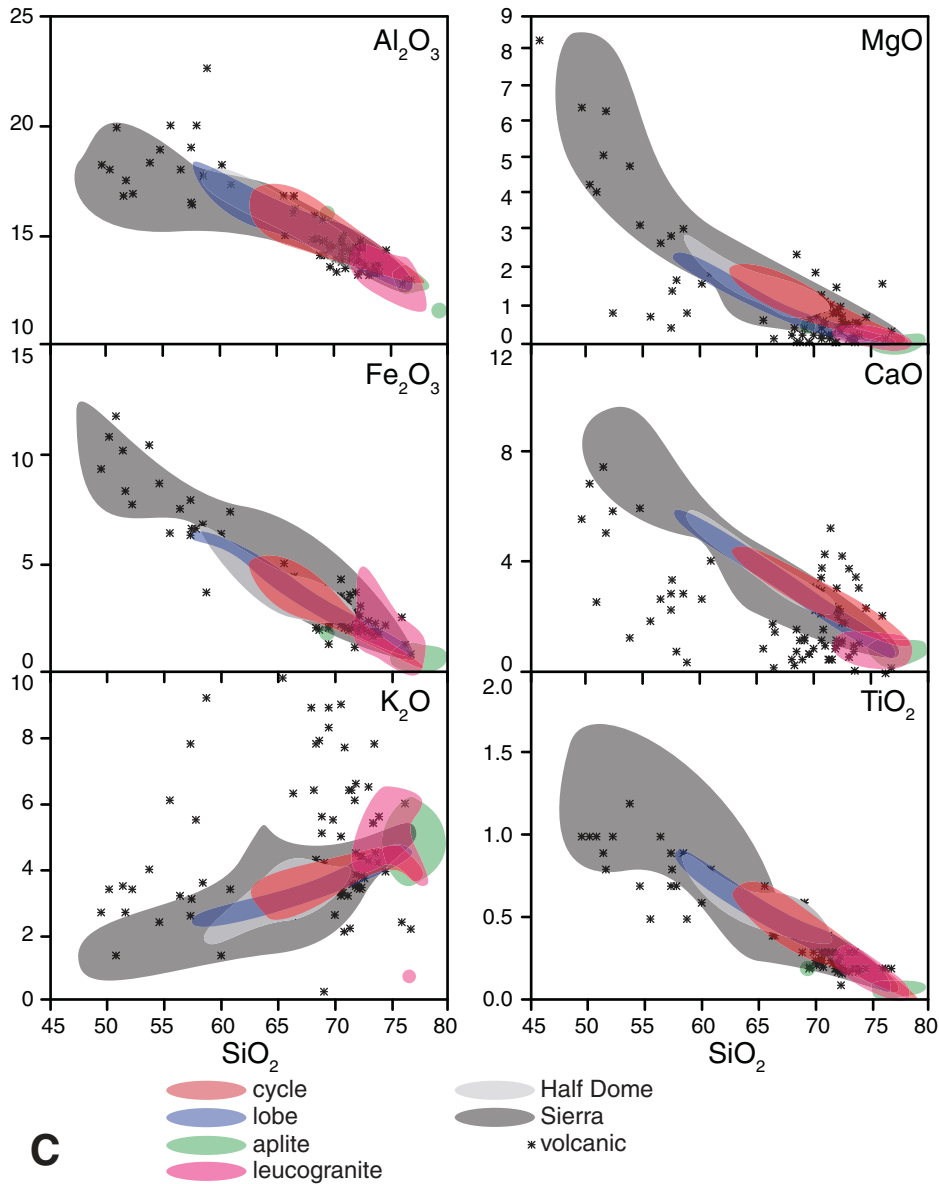 25
20
15
10
Al₂O₃
9
8
7
6
5
4
3
2
1
0
MgO
15
10
5
0
Fe₂O₃
12
8
4
0
CaO
10
8
6
4
2
0
K₂O
2.0
1.5
1.0
0.5
0.0
TiO₂
45 50 55 60 65 70 75 80
SiO₂
45 50 55 60 65 70 75 80
SiO₂
cycle
lobe
aplite
leucogranite
Half Dome
Sierra
volcanic
C